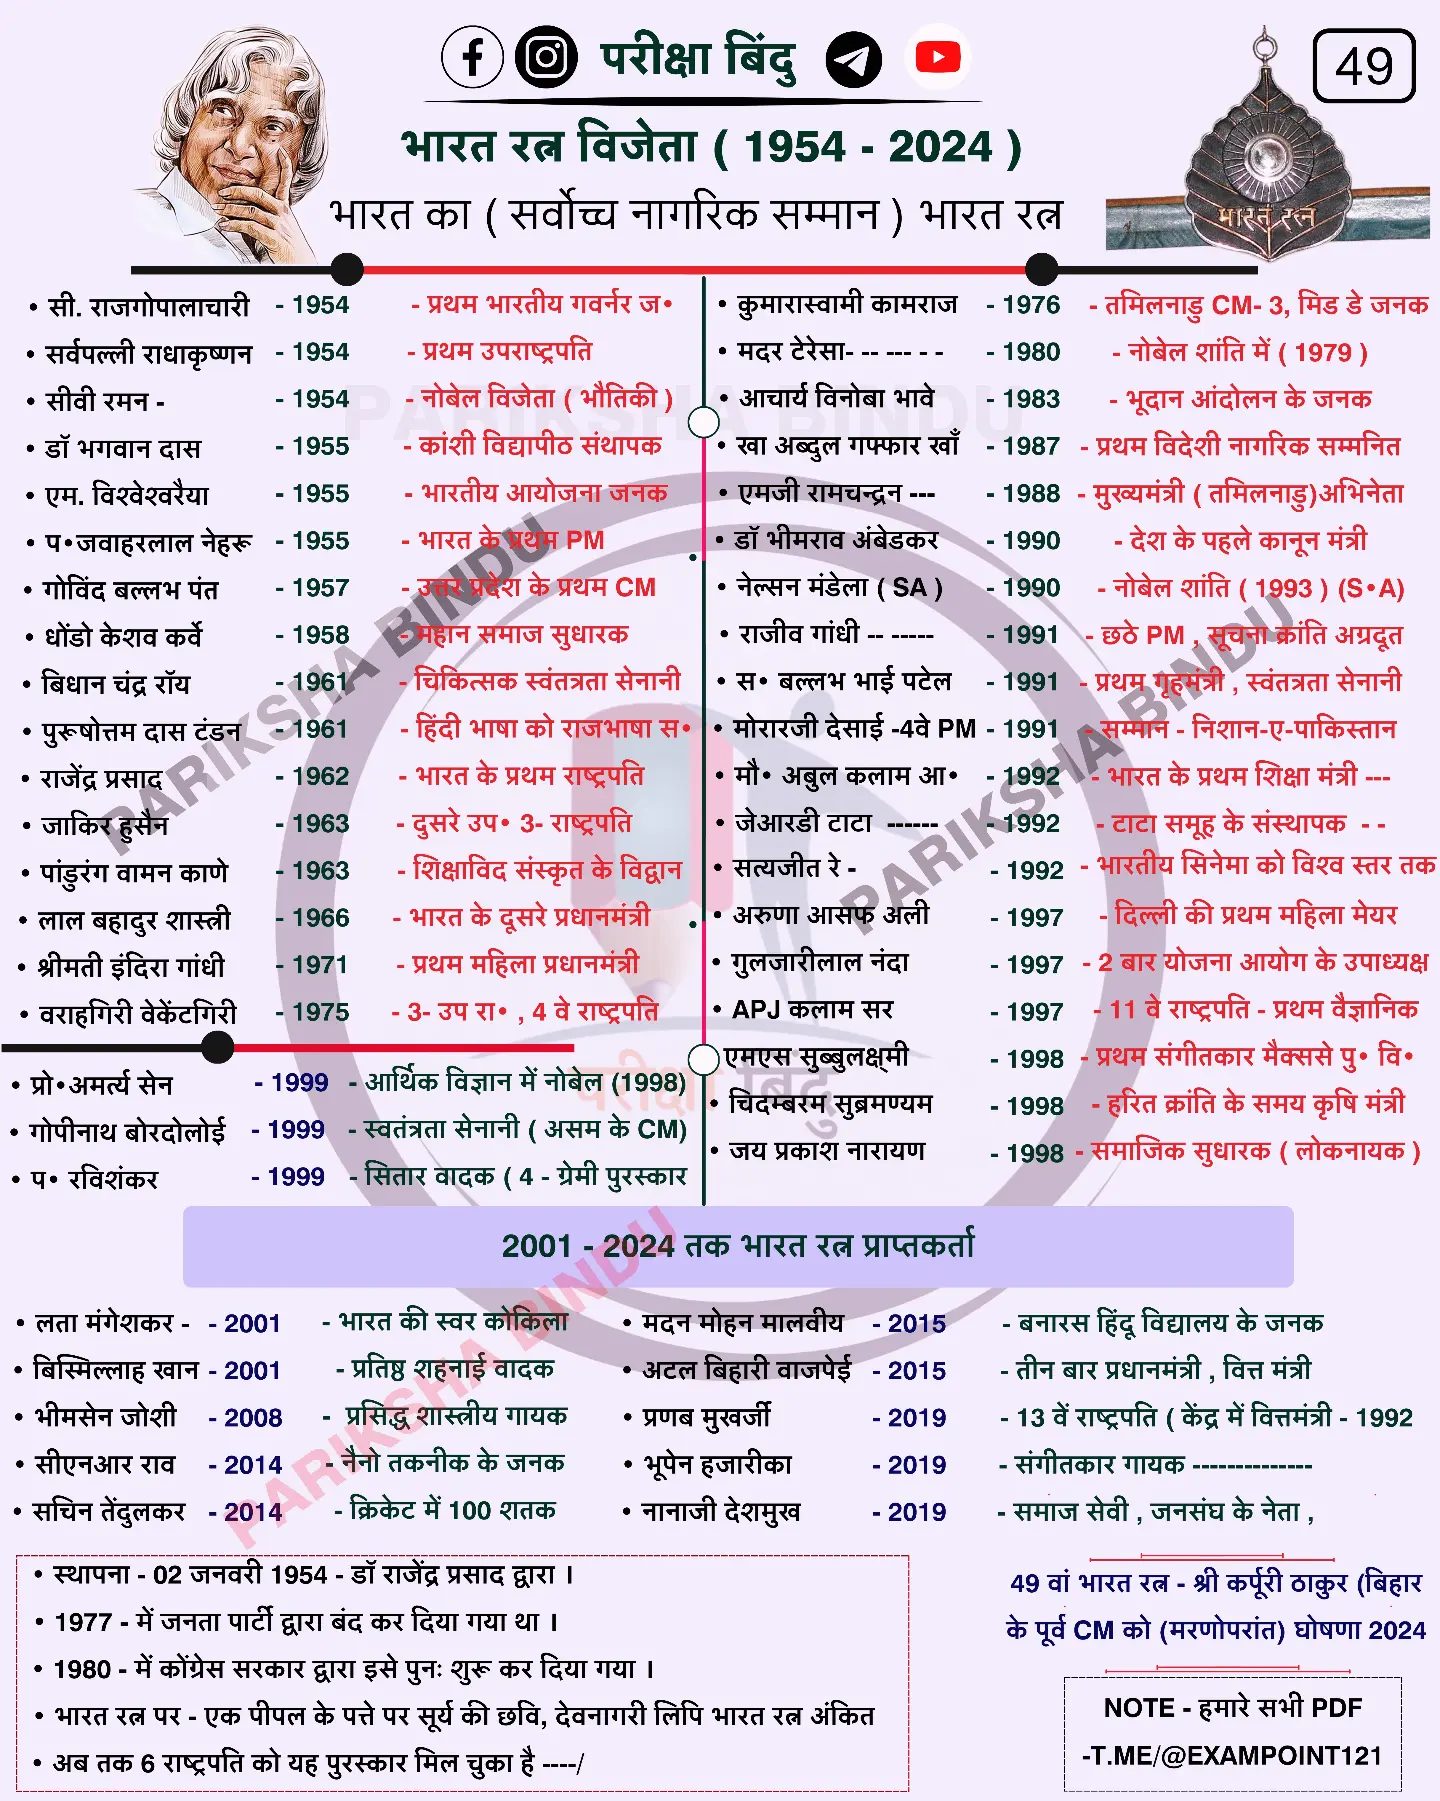 परीक्षा बिंदु
49
भारत रत्न विजेता ( 1954 - 2024 )
भारत का ( सर्वोच्च नागरिक सम्मान ) भारत रत्न
भारत रत्न
• सी. राजगोपालाचारी - 1954 - प्रथम भारतीय गवर्नर ज•
• सर्वपल्ली राधाकृष्णन - 1954 - प्रथम उपराष्ट्रपति
• सीवी रमन - - 1954 - नोबेल विजेता ( भौतिकी )
• डॉ भगवान दास - 1955 - कांशी विद्यापीठ संथापक
• एम. विश्वेश्वरैया - 1955 - भारतीय आयोजना जनक
• प•जवाहरलाल नेहरू - 1955 - भारत के प्रथम PM
• गोविंद बल्लभ पंत - 1957 - उत्तर प्रदेश के प्रथम CM
• धोंडो केशव कर्वे - 1958 - महान समाज सुधारक
• बिधान चंद्र रॉय - 1961 - चिकित्सक स्वंतत्रता सेनानी
• पुरूषोत्तम दास टंडन - 1961 - हिंदी भाषा को राजभाषा स•
• राजेंद्र प्रसाद - 1962 - भारत के प्रथम राष्ट्रपति
• जाकिर हुसैन - 1963 - दुसरे उप• 3- राष्ट्रपति
• पांडुरंग वामन काणे - 1963 - शिक्षाविद संस्कृत के विद्वान
• लाल बहादुर शास्त्री - 1966 - भारत के दूसरे प्रधानमंत्री
• श्रीमती इंदिरा गांधी - 1971 - प्रथम महिला प्रधानमंत्री
• वराहगिरी वेकेंटगिरी - 1975 - 3- उप रा• , 4 वे राष्ट्रपति
• प्रो•अमर्त्य सेन - 1999 - आर्थिक विज्ञान में नोबेल (1998)
• गोपीनाथ बोरदोलोई - 1999 - स्वतंत्रता सेनानी ( असम के CM)
• प• रविशंकर - 1999 - सितार वादक ( 4 - ग्रेमी पुरस्कार
• कुमारास्वामी कामराज - 1976 - तमिलनाडु CM- 3, मिड डे जनक
• मदर टेरेसा- -- --- - - - 1980 - नोबेल शांति में ( 1979 )
• आचार्य विनोबा भावे - 1983 - भूदान आंदोलन के जनक
• खा अब्दुल गफ्फार खाँ - 1987 - प्रथम विदेशी नागरिक सम्मनित
• एमजी रामचन्द्रन --- - 1988 - मुख्यमंत्री ( तमिलनाडु)अभिनेता
• डॉ भीमराव अंबेडकर - 1990 - देश के पहले कानून मंत्री
• नेल्सन मंडेला ( SA ) - 1990 - नोबेल शांति ( 1993 ) (S•A)
• राजीव गांधी -- ----- - 1991 - छठे PM , सूचना क्रांति अग्रदूत
• स• बल्लभ भाई पटेल - 1991 - प्रथम गृहमंत्री , स्वंतत्रता सेनानी
• मोरारजी देसाई -4वे PM - 1991 - सम्मान - निशान-ए-पाकिस्तान
• मौ• अबुल कलाम आ• - 1992 - भारत के प्रथम शिक्षा मंत्री ---
• जेआरडी टाटा ------ - 1992 - टाटा समूह के संस्थापक - -
• सत्यजीत रे - - 1992 - भारतीय सिनेमा को विश्व स्तर तक
• अरुणा आसफ अली - 1997 - दिल्ली की प्रथम महिला मेयर
• गुलजारीलाल नंदा - 1997 - 2 बार योजना आयोग के उपाध्यक्ष
• APJ कलाम सर - 1997 - 11 वे राष्ट्रपति - प्रथम वैज्ञानिक
एमएस सुब्बुलक्ष्मी - 1998 - प्रथम संगीतकार मैक्ससे पु• वि•
• चिदम्बरम सुब्रमण्यम - 1998 - हरित क्रांति के समय कृषि मंत्री
• जय प्रकाश नारायण - 1998 - समाजिक सुधारक ( लोकनायक )
PARIKSHA BINDU
PARIKSHA BINDU
PARIKSHA BINDU
परीक्षा बिंदु
2001 - 2024 तक भारत रत्न प्राप्तकर्ता
• लता मंगेशकर - - 2001 - भारत की स्वर कोकिला
• बिस्मिल्लाह खान - 2001 - प्रतिष्ठ शहनाई वादक
• भीमसेन जोशी - 2008 - प्रसिद्ध शास्त्रीय गायक
• सीएनआर राव - 2014 - नैनो तकनीक के जनक
• सचिन तेंदुलकर - 2014 - क्रिकेट में 100 शतक
PARIKSHA BINDU
• मदन मोहन मालवीय - 2015 - बनारस हिंदू विद्यालय के जनक
• अटल बिहारी वाजपेई - 2015 - तीन बार प्रधानमंत्री , वित्त मंत्री
• प्रणब मुखर्जी - 2019 - 13 वें राष्ट्रपति ( केंद्र में वित्तमंत्री - 1992
• भूपेन हजारीका - 2019 - संगीतकार गायक --------------
• नानाजी देशमुख - 2019 - समाज सेवी , जनसंघ के नेता ,
• स्थापना - 02 जनवरी 1954 - डॉ राजेंद्र प्रसाद द्वारा ।
• 1977 - में जनता पार्टी द्वारा बंद कर दिया गया था ।
• 1980 - में कोंग्रेस सरकार द्वारा इसे पुनः शुरू कर दिया गया ।
• भारत रत्न पर - एक पीपल के पत्ते पर सूर्य की छवि, देवनागरी लिपि भारत रत्न अंकित
• अब तक 6 राष्ट्रपति को यह पुरस्कार मिल चुका है ----/
49 वां भारत रत्न - श्री कर्पूरी ठाकुर (बिहार
के पूर्व CM को (मरणोपरांत) घोषणा 2024
NOTE - हमारे सभी PDF
-T.ME/@EXAMPOINT121